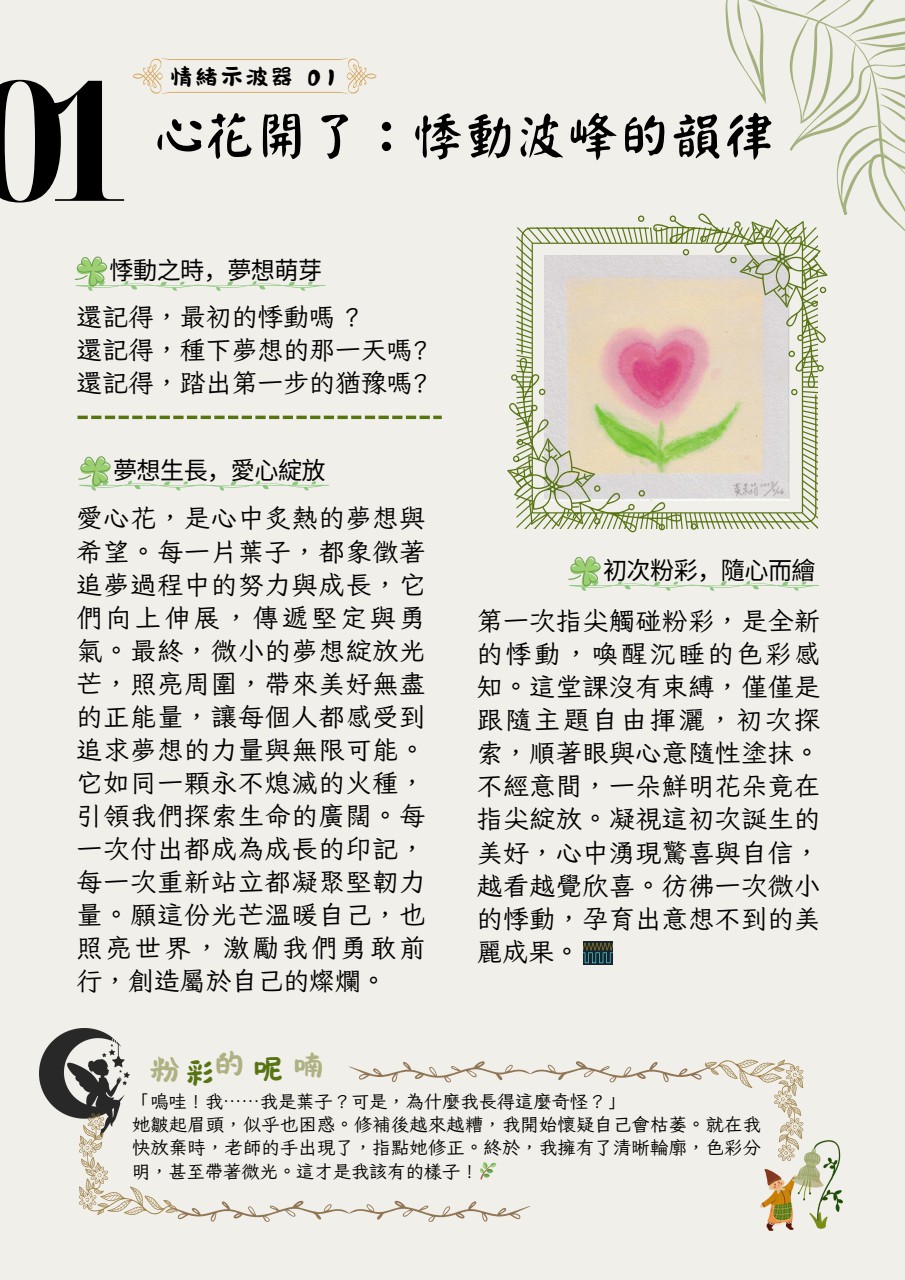 01
情緒示波器 01
心花開了：悸動波峰的韻律
悸動之時，夢想萌芽
還記得，最初的悸動嗎 ？
還記得，種下夢想的那一天嗎?
還記得，踏出第一步的猶豫嗎?
夢想生長，愛心綻放
愛心花，是心中炙熱的夢想與
希望。每一片葉子，都象徵著
追夢過程中的努力與成長，它
們向上伸展，傳遞堅定與勇
氣。最終，微小的夢想綻放光
芒，照亮周圍，帶來美好無盡
的正能量，讓每個人都感受到
追求夢想的力量與無限可能。
它如同一顆永不熄滅的火種，
引領我們探索生命的廣闊。每
一次付出都成為成長的印記，
每一次重新站立都凝聚堅韌力
量。願這份光芒溫暖自己，也
照亮世界，激勵我們勇敢前
行，創造屬於自己的燦爛。
初次粉彩，隨心而繪
第一次指尖觸碰粉彩，是全新
的悸動，喚醒沉睡的色彩感
知。這堂課沒有束縛，僅僅是
跟隨主題自由揮灑，初次探
索，順著眼與心意隨性塗抹。
不經意間，一朵鮮明花朵竟在
指尖綻放。凝視這初次誕生的
美好，心中湧現驚喜與自信，
越看越覺欣喜。彷彿一次微小
的悸動，孕育出意想不到的美
麗成果。
粉彩的呢喃
「嗚哇！我⋯⋯我是葉子？可是，為什麼我長得這麼奇怪？」
她皺起眉頭，似乎也困惑。修補後越來越糟，我開始懷疑自己會枯萎。就在我
快放棄時，老師的手出現了，指點她修正。終於，我擁有了清晰輪廓，色彩分
明，甚至帶著微光。這才是我該有的樣子！